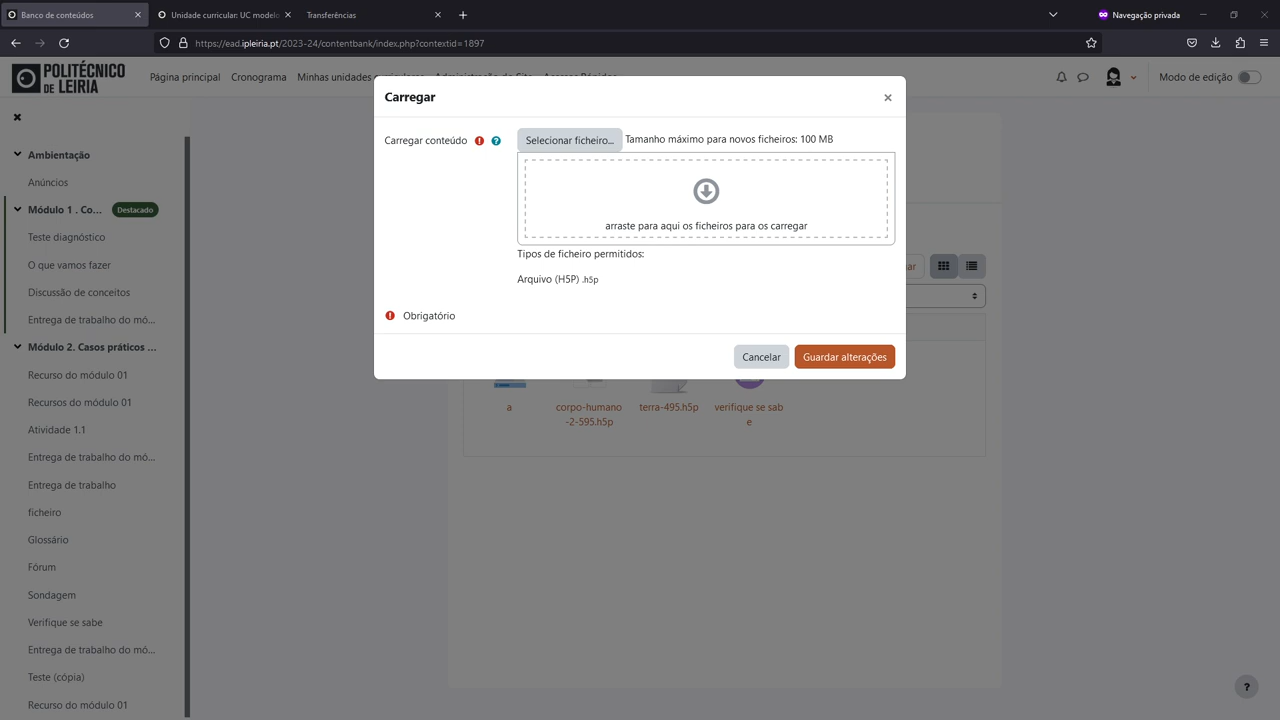 Banco de conteúdos
Unidade curricular: UC modelo
Transferências
Navegação privada
https://ead.ipleiria.pt/2023-24/contentbank/index.php?contextid=1897
POLITÉCNICO
DE LEIRIA
Página principal
Cronograma
Minhas unidades curriculares
Administração do Site
Acessos Rápidos
Modo de edição
Carregar
Carregar conteúdo
Selecionar ficheiro...
Tamanho máximo para novos ficheiros: 100 MB
arraste para aqui os ficheiros para os carregar
Tipos de ficheiro permitidos:
Arquivo (H5P) .h5p
Obrigatório
Cancelar
Guardar alterações
ar
a
corpo-humano
-2-595.h5p
terra-495.h5p
verifique se sab
e
Ambientação
Anúncios
Módulo 1 . Co...
Destacado
Teste diagnóstico
O que vamos fazer
Discussão de conceitos
Entrega de trabalho do mó...
Módulo 2. Casos práticos ...
Recurso do módulo 01
Recursos do módulo 01
Atividade 1.1
Entrega de trabalho do mó...
Entrega de trabalho
ficheiro
Glossário
Fórum
Sondagem
Verifique se sabe
Entrega de trabalho do mó...
Teste (cópia)
Recurso do módulo 01
?